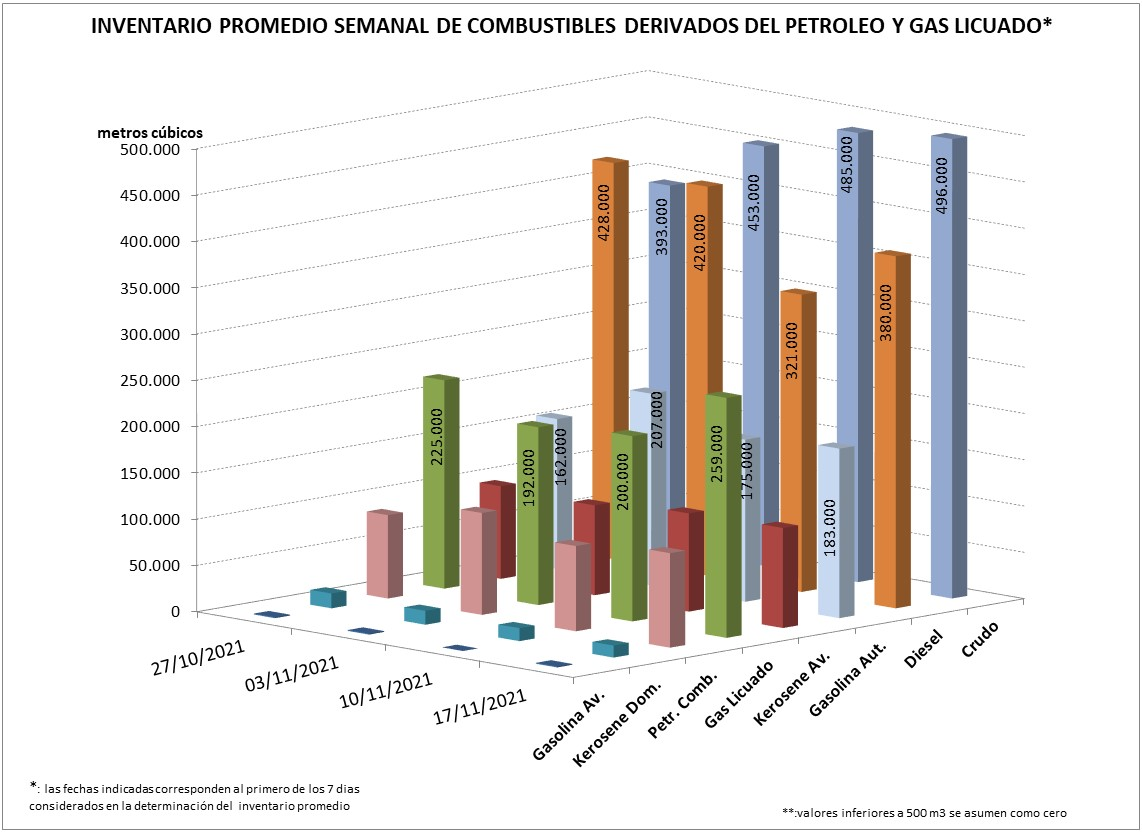 INVENTARIO PROMEDIO SEMANAL DE COMBUSTIBLES DERIVADOS DEL PETROLEO Y GAS LICUADO*
metros cúbicos
500.000
450.000
400.000
350.000
300.000
250.000
200.000
150.000
100.000
50.000
0
428.000
393.000
420.000
453.000
485.000
496.000
321.000
380.000
225.000
192.000
162.000
200.000
207.000
259.000
175.000
183.000
27/10/2021
03/11/2021
10/11/2021
17/11/2021
Gasolina Av.
Kerosene Dom.
Petr. Comb.
Gas Licuado
Kerosene Av.
Gasolina Aut.
Diesel
Crudo
*: las fechas indicadas corresponden al primero de los 7 dias
considerados en la determinación del inventario promedio
**:valores inferiores a 500 m3 se asumen como cero